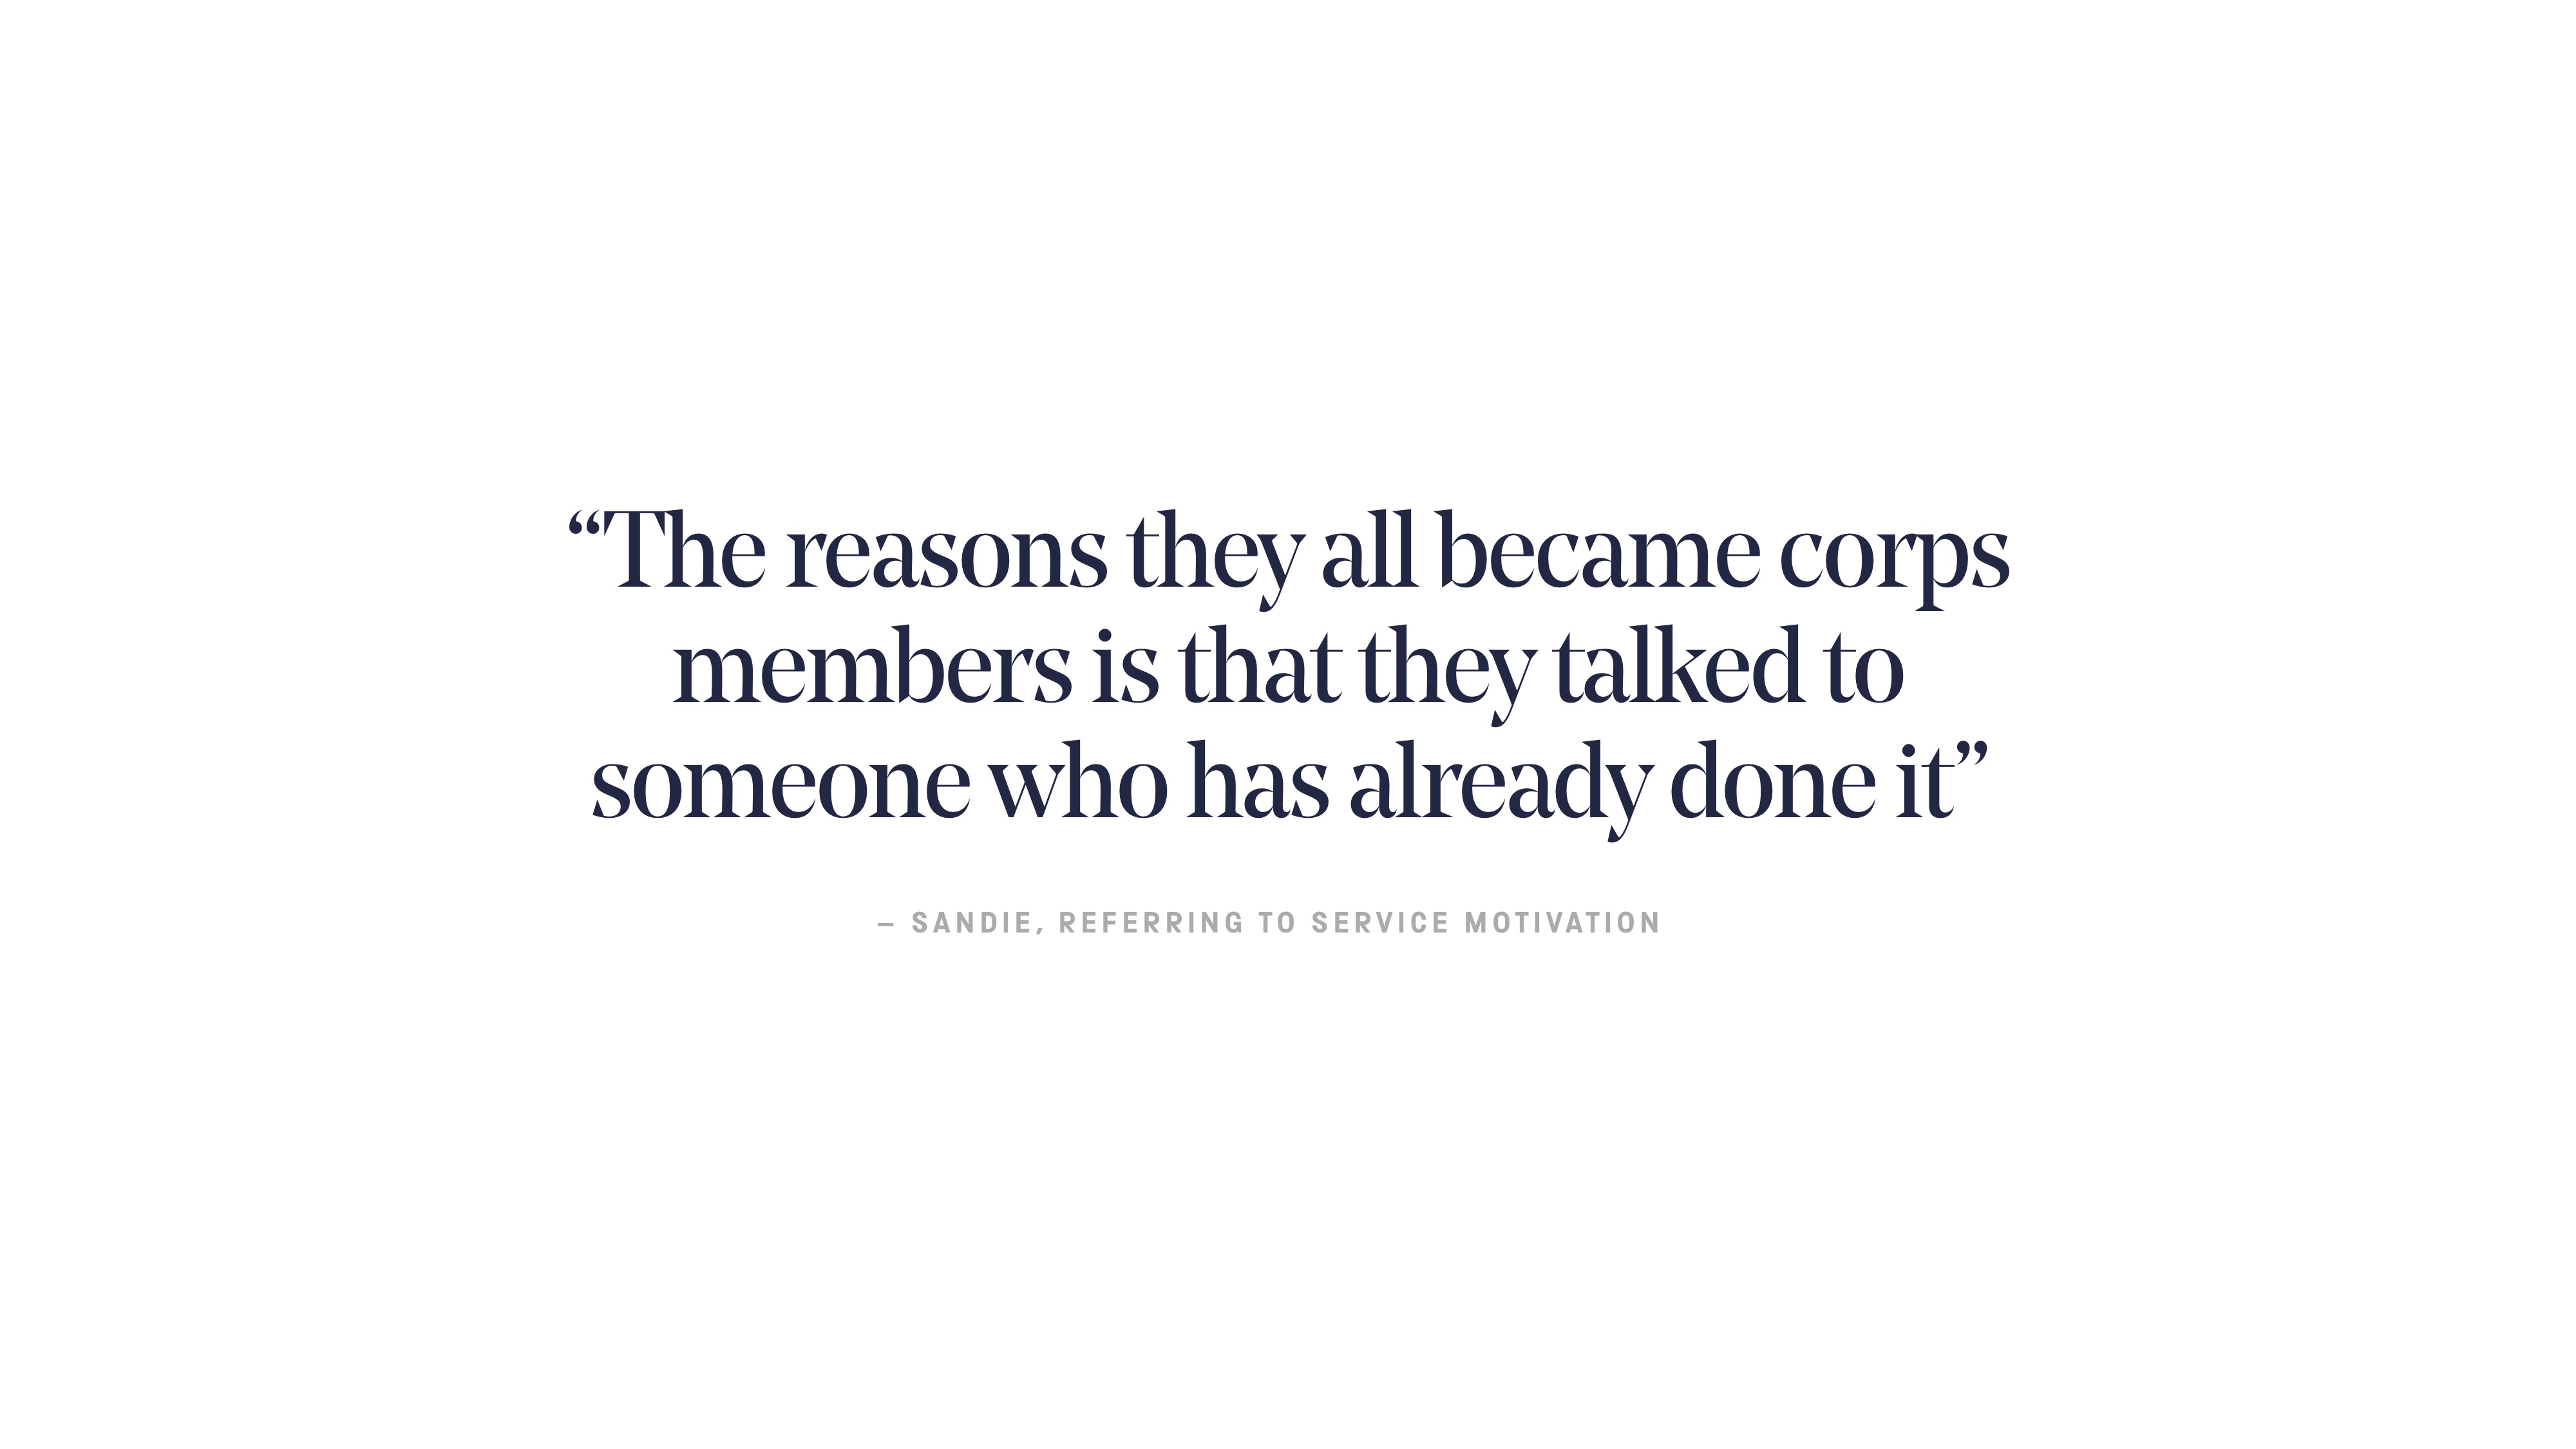 “The reasons they all became corps
members is that they talked to
someone who has already done it”
— SANDIE, REFERRING TO SERVICE MOTIVATION